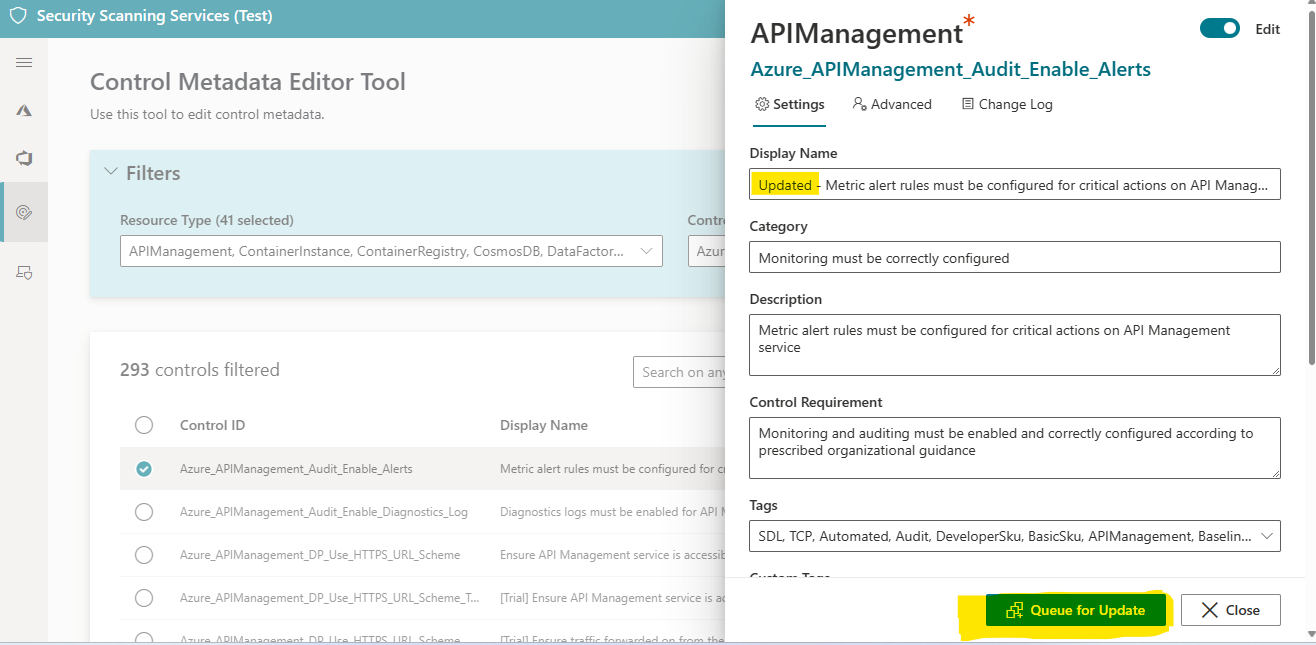 Security Scanning Services (Test)
Control Metadata Editor Tool
Use this tool to edit control metadata.
Filters
Resource Type (41 selected)
APIManagement, ContainerInstance, ContainerRegistry, CosmosDB, DataFactor...
293 controls filtered
Search on
Control ID Display Name
Azure_APIManagement_Audit_Enable_Alerts Metric alert rules must be configured for
Azure_APIManagement_Audit_Enable_Diagnostics_Log Diagnostics logs must be enabled for API
Azure_APIManagement_DP_Use_HTTPS_URL_Scheme Ensure API Management service is
Azure_APIManagement_DP_Use_HTTPS_URL_Scheme_T... [Trial] Ensure API Management service is
Azure_APIManagement_DP_Use_HTTPS_URL_Scheme [Trial] Ensure traffic forwarded on from the
APIManagement*
Edit
Azure_APIManagement_Audit_Enable_Alerts
Settings Advanced Change Log
Display Name
Updated - Metric alert rules must be configured for critical actions on API Manag...
Category
Monitoring must be correctly configured
Description
Metric alert rules must be configured for critical actions on API Management
service
Control Requirement
Monitoring and auditing must be enabled and correctly configured according to
prescribed organizational guidance
Tags
SDL, TCP, Automated, Audit, DeveloperSku, BasicSku, APIManagement, Baselin...
Custom Tags
Queue for Update Close